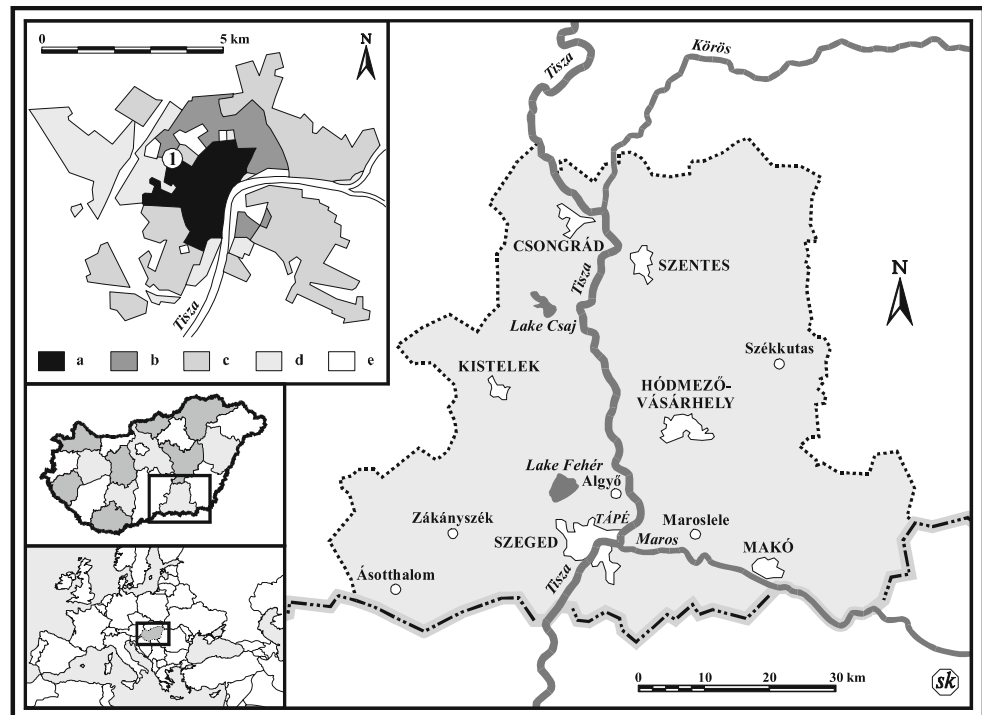 0 5 km
N
1
Tisza
a b c d e
Tisza
Körös
CSONGRÁD
SZENTES
Tisza
N
Lake Csaj
Székkutas
KISTELEK
HÓDMEZŐ-
VÁSÁRHELY
Lake Fehér
Algyő
Zákányszék
TÁPÉ
Maroslele
SZEGED
Maros
MAKÓ
Tisza
Ásotthalom
0 10 20 30 km
sk